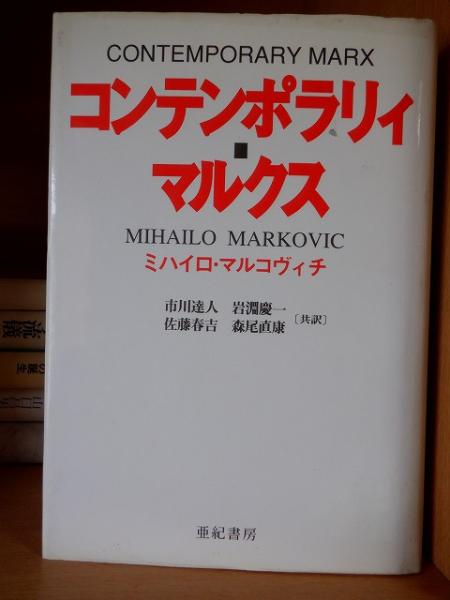 CONTEMPORARY MARX
コンテンポラリィ
■
マルクス
MIHAILO MARKOVIC
ミハイロ・マルコヴィチ
市川達人 岩淵慶一
佐藤春吉 森尾直康 〔共訳〕
亜紀書房